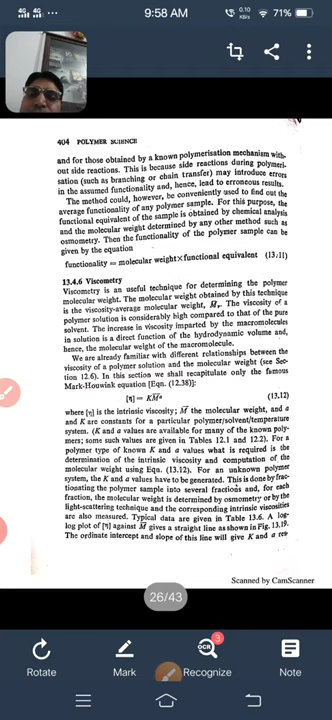 4G 4G ...
9:58 AM
0.10 KB/s
71%
404 POLYMER SCIENCE
and for those obtained by a known polymerisation mechanism with-
out side reactions. This is because side reactions during polymeri-
sation (such as branching or chain transfer) may introduce errors
in the assumed functionality and, hence, lead to erroneous results.
The method could, however, be conveniently used to find out the
average functionality of any polymer sample. For this purpose, the
functional equivalent of the sample is obtained by chemical analysis
and the molecular weight determined by any other method such as
osmometry. Then the functionality of the polymer sample can be
given by the equation
functionality = molecular weight × functional equivalent (13.11)
13.4.6 Viscometry
Viscometry is an useful technique for determining the polymer
molecular weight. The molecular weight obtained by this technique
is the viscosity-average molecular weight, M̄v. The viscosity of a
polymer solution is considerably high compared to that of the pure
solvent. The increase in viscosity imparted by the macromolecules
in solution is a direct function of the hydrodynamic volume and,
hence, the molecular weight of the macromolecule.
We are already familiar with different relationships between the
viscosity of a polymer solution and the molecular weight (see Sec-
tion 12.6). In this section we shall recapitulate only the famous
Mark-Houwink equation [Eqn. (12.38)]:
[η] = KM̄ᵃ (13.12)
where [η] is the intrinsic viscosity; M̄ the molecular weight, and a
and K are constants for a particular polymer/solvent/temperature
system. (K and a values are available for many of the known poly-
mers; some such values are given in Tables 12.1 and 12.2). For a
polymer type of known K and a values what is required is the
determination of the intrinsic viscosity and computation of the
molecular weight using Eqn. (13.12). For an unknown polymer
system, the K and a values have to be generated. This is done by frac-
tionating the polymer sample into several fractions and, for each
fraction, the molecular weight is determined by osmometry or by the
light-scattering technique and the corresponding intrinsic viscosities
are also measured. Typical data are given in Table 13.6. A log-
log plot of [η] against M̄ gives a straight line as shown in Fig. 13.19.
The ordinate intercept and slope of this line will give K and a res-
Scanned by CamScanner
26/43
3
OCR
Rotate
Mark
Recognize
Note